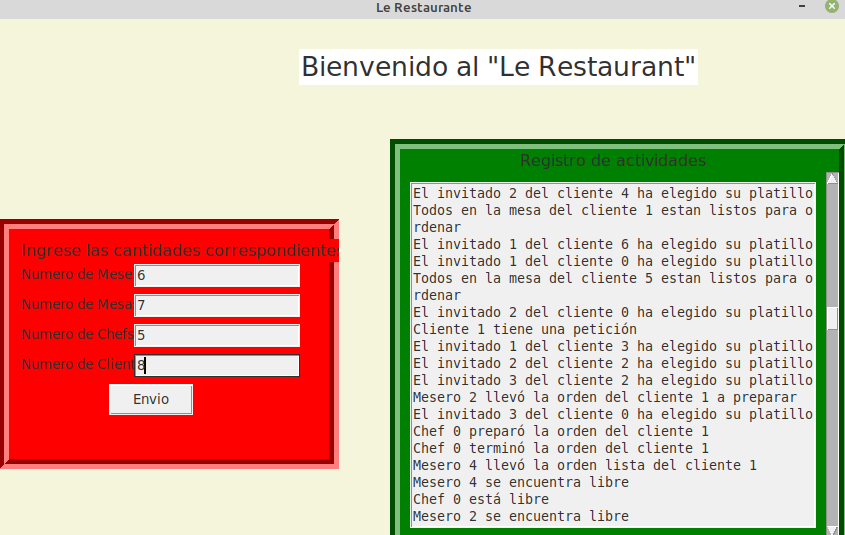 Le Restaurante
Bienvenido al "Le Restaurant"
Ingrese las cantidades correspondientes
Numero de Mese
6
Numero de Mesa
7
Numero de Chefs
5
Numero de Client
8
Envio
Registro de actividades
El invitado 2 del cliente 4 ha elegido su platillo
Todos en la mesa del cliente 1 estan listos para o
rdenar
El invitado 1 del cliente 6 ha elegido su platillo
El invitado 1 del cliente 0 ha elegido su platillo
Todos en la mesa del cliente 5 estan listos para o
rdenar
El invitado 2 del cliente 0 ha elegido su platillo
Cliente 1 tiene una petición
El invitado 1 del cliente 3 ha elegido su platillo
El invitado 2 del cliente 2 ha elegido su platillo
El invitado 3 del cliente 2 ha elegido su platillo
Mesero 2 llevó la orden del cliente 1 a preparar
El invitado 3 del cliente 0 ha elegido su platillo
Chef 0 preparó la orden del cliente 1
Chef 0 terminó la orden del cliente 1
Mesero 4 llevó la orden lista del cliente 1
Mesero 4 se encuentra libre
Chef 0 está libre
Mesero 2 se encuentra libre